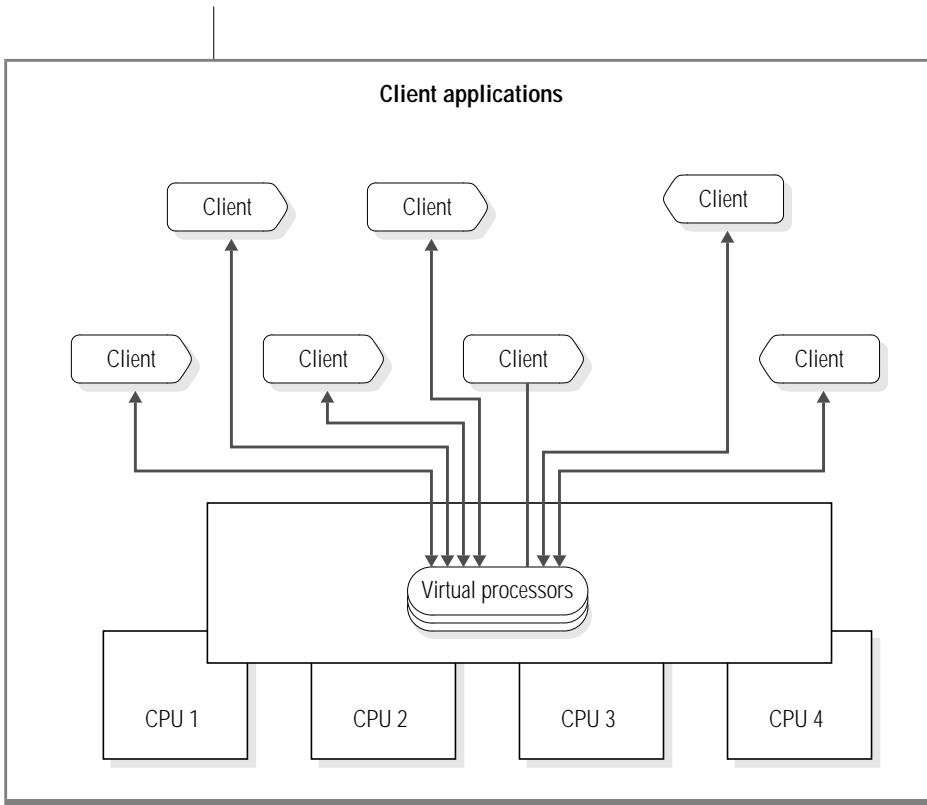 Client applications
Client
Client
Client
Client
Client
Client
Client
Virtual processors
CPU 1
CPU 2
CPU 3
CPU 4